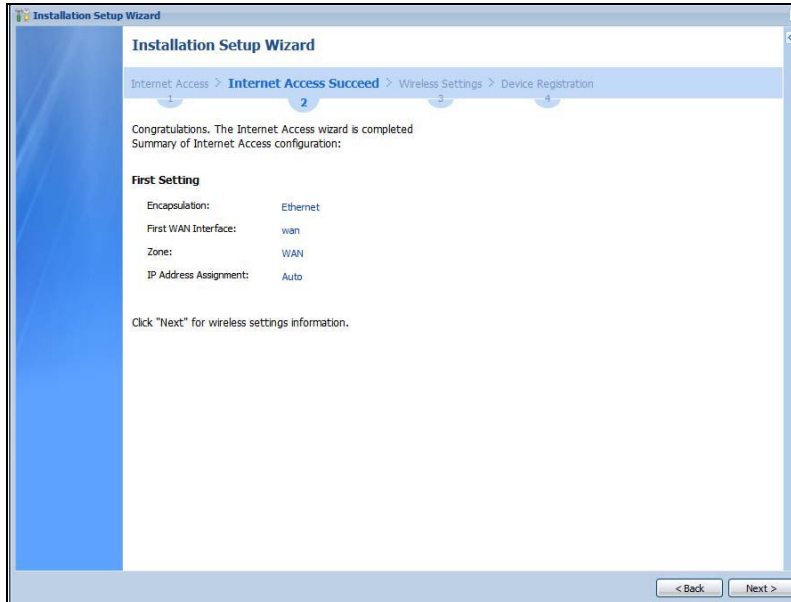 Installation Setup Wizard
Installation Setup Wizard
Internet Access > Internet Access Succeed > Wireless Settings > Device Registration
1 2 3 4
Congratulations. The Internet Access wizard is completed
Summary of Internet Access configuration:
First Setting
Encapsulation: Ethernet
First WAN Interface: wan
Zone: WAN
IP Address Assignment: Auto
Click "Next" for wireless settings information.
< Back Next >